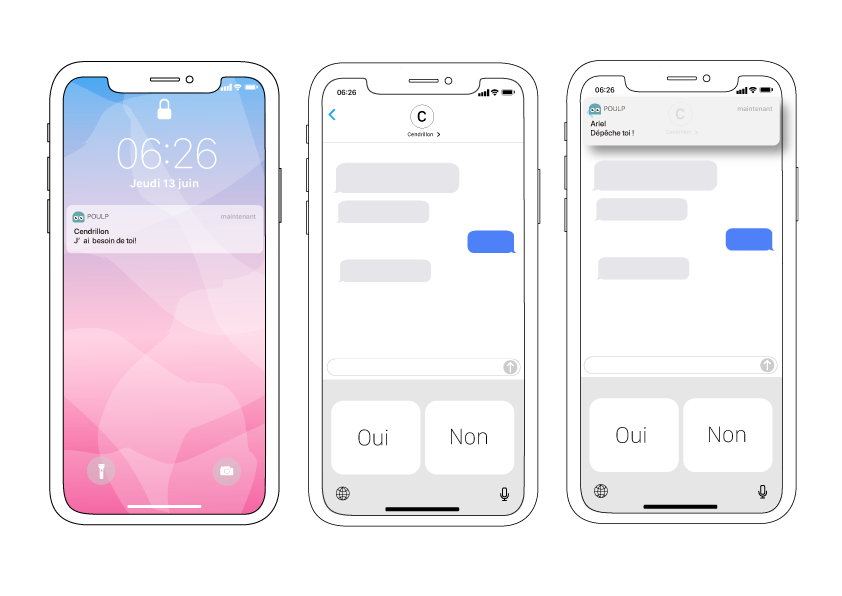 06:26
Jeudi 13 juin
POULP
maintenant
Cendrillon
J' ai besoin de toi!
06:26
C
Cendrillon
Oui
Non
06:26
POULP
maintenant
Ariel
Dépêche toi !
C
Cendrillon
Oui
Non